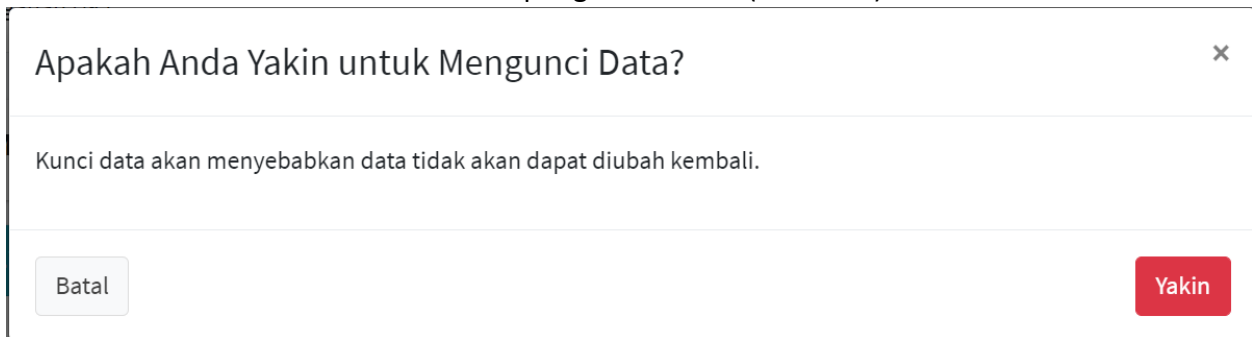 Apakah Anda Yakin untuk Mengunci Data?
×
Kunci data akan menyebabkan data tidak akan dapat diubah kembali.
Batal
Yakin